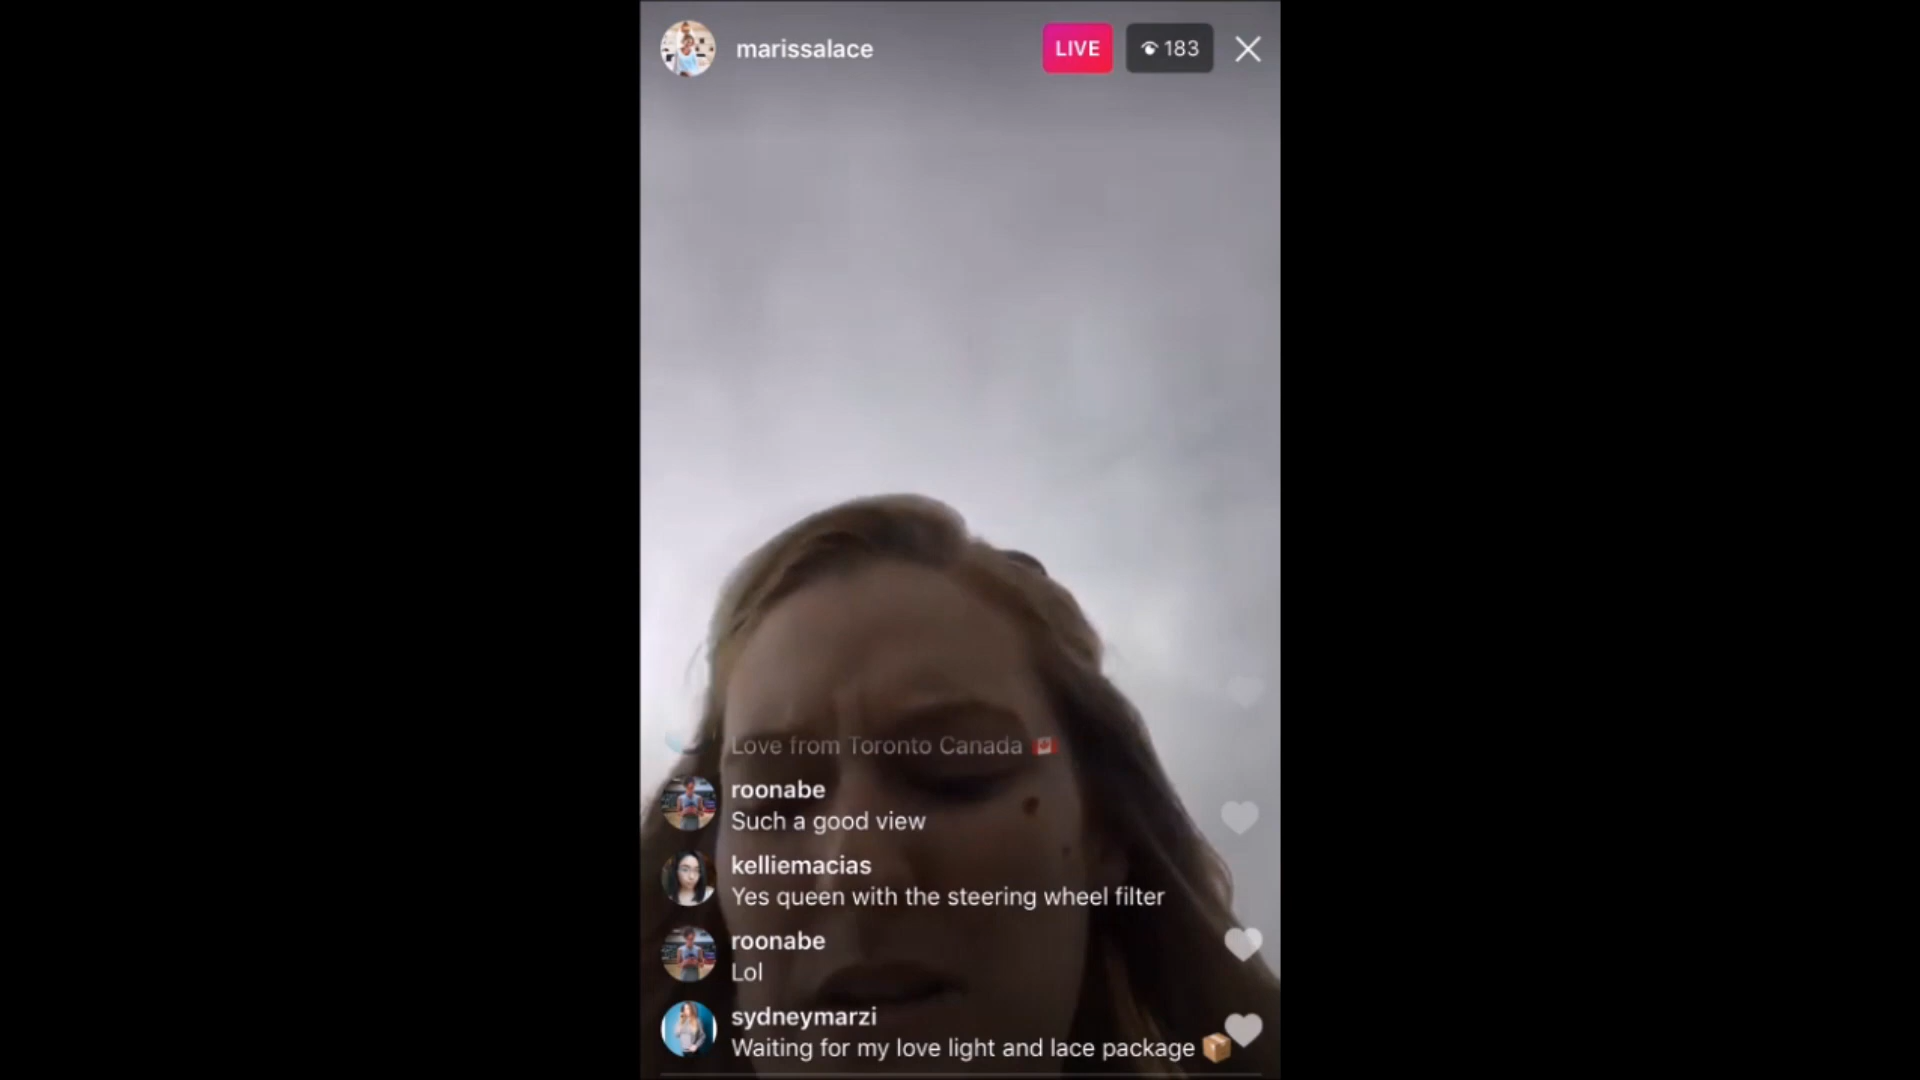 marissalace
LIVE
183
Love from Toronto Canada 🇨🇦
roonabe
Such a good view
kelliemacias
Yes queen with the steering wheel filter
roonabe
Lol
sydneymarzi
Waiting for my love light and lace package 📦